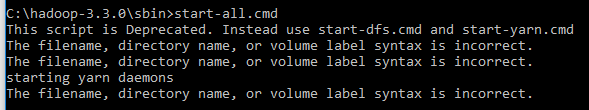 C:\hadoop-3.3.0\sbin>start-all.cmd
This script is Deprecated. Instead use start-dfs.cmd and start-yarn.cmd
The filename, directory name, or volume label syntax is incorrect.
The filename, directory name, or volume label syntax is incorrect.
starting yarn daemons
The filename, directory name, or volume label syntax is incorrect.